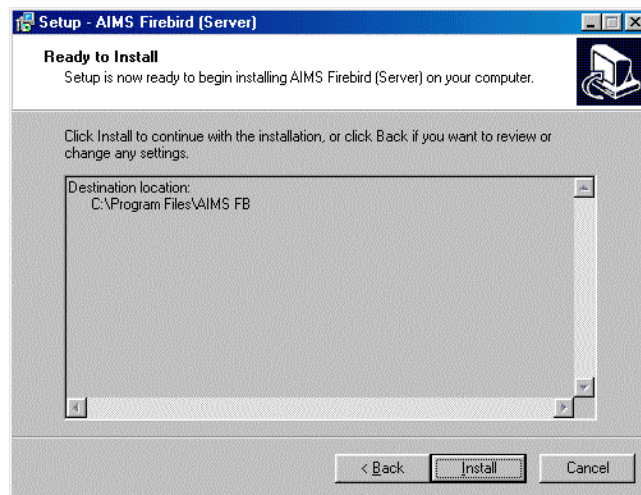 Setup - AIMS Firebird (Server)
Ready to Install
Setup is now ready to begin installing AIMS Firebird (Server) on your computer.
Click Install to continue with the installation, or click Back if you want to review or
change any settings.
Destination location:
C:\Program Files\AIMS FB
< Back
Install
Cancel